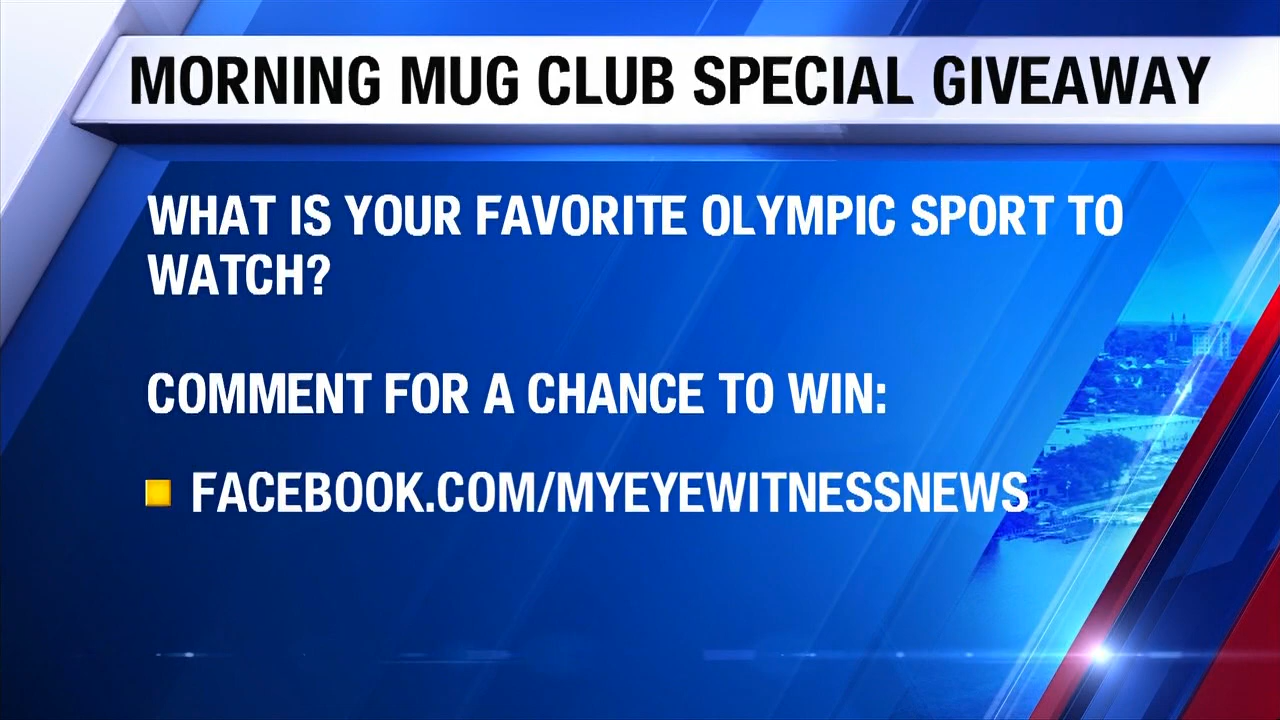 MORNING MUG CLUB SPECIAL GIVEAWAY
WHAT IS YOUR FAVORITE OLYMPIC SPORT TO
WATCH?
COMMENT FOR A CHANCE TO WIN:
FACEBOOK.COM/MYEYEWITNESSNEWS